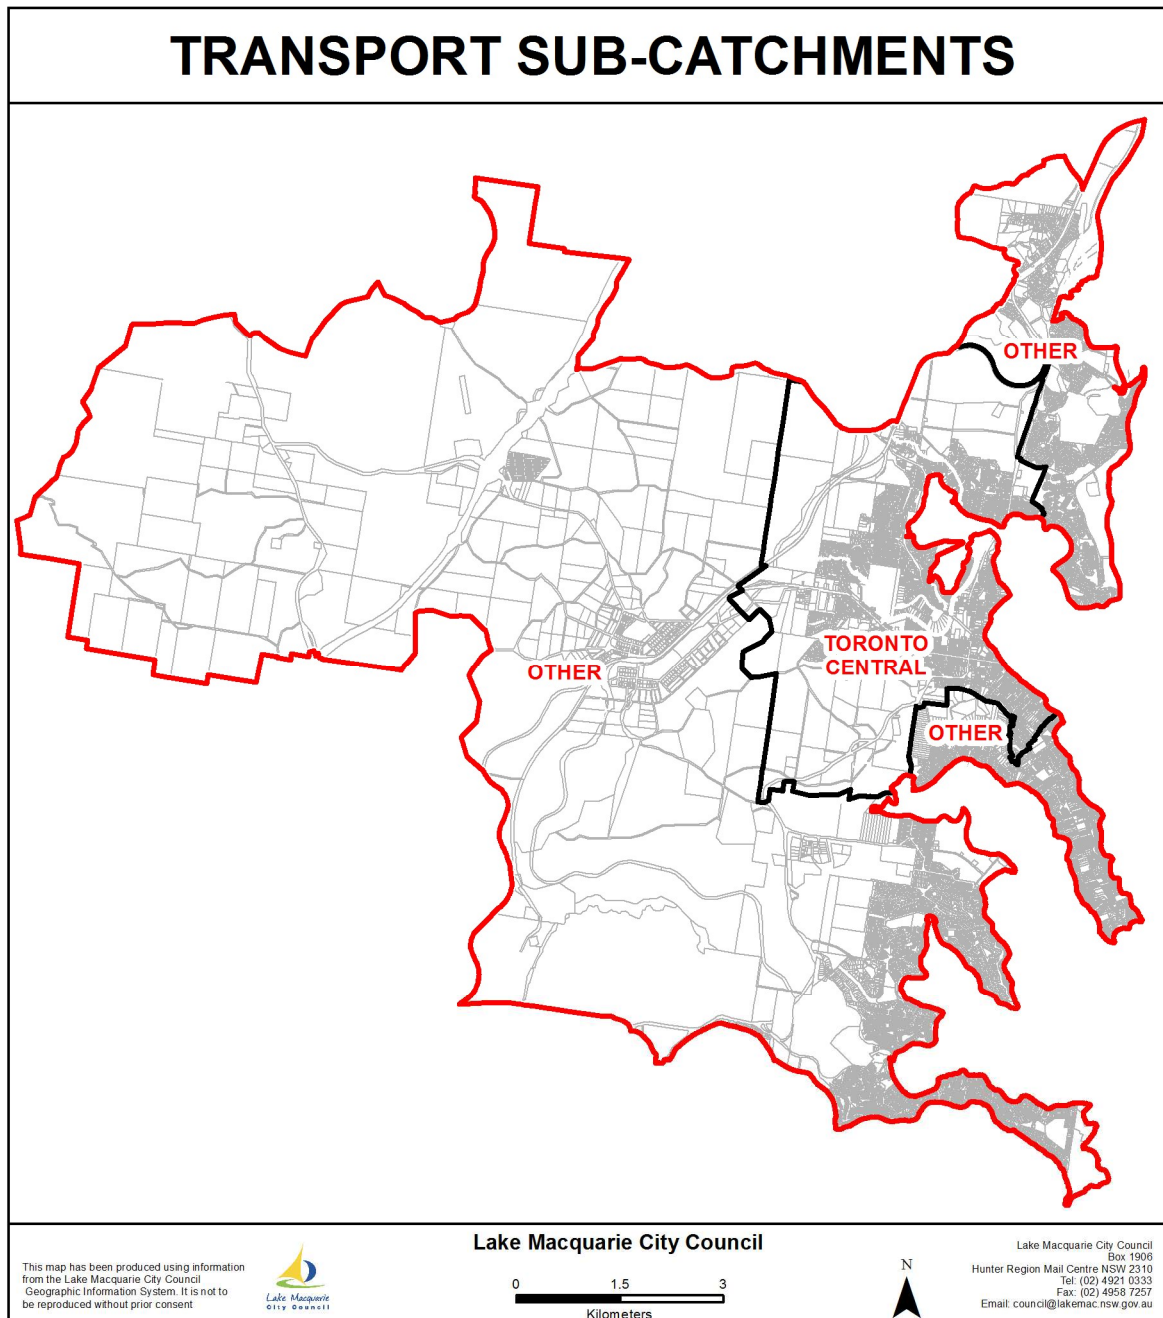 TRANSPORT SUB-CATCHMENTS
OTHER
TORONTO
CENTRAL
OTHER
OTHER
Lake Macquarie City Council
This map has been produced using information
from the Lake Macquarie City Council
Geographic Information System. It is not to
be reproduced without prior consent
Lake Macquarie
City Council
0 1.5 3
Kilometers
N
Lake Macquarie City Council
Box 1906
Hunter Region Mail Centre NSW 2310
Tel: (02) 4921 0333
Fax: (02) 4958 7257
Email: council@lakemac.nsw.gov.au